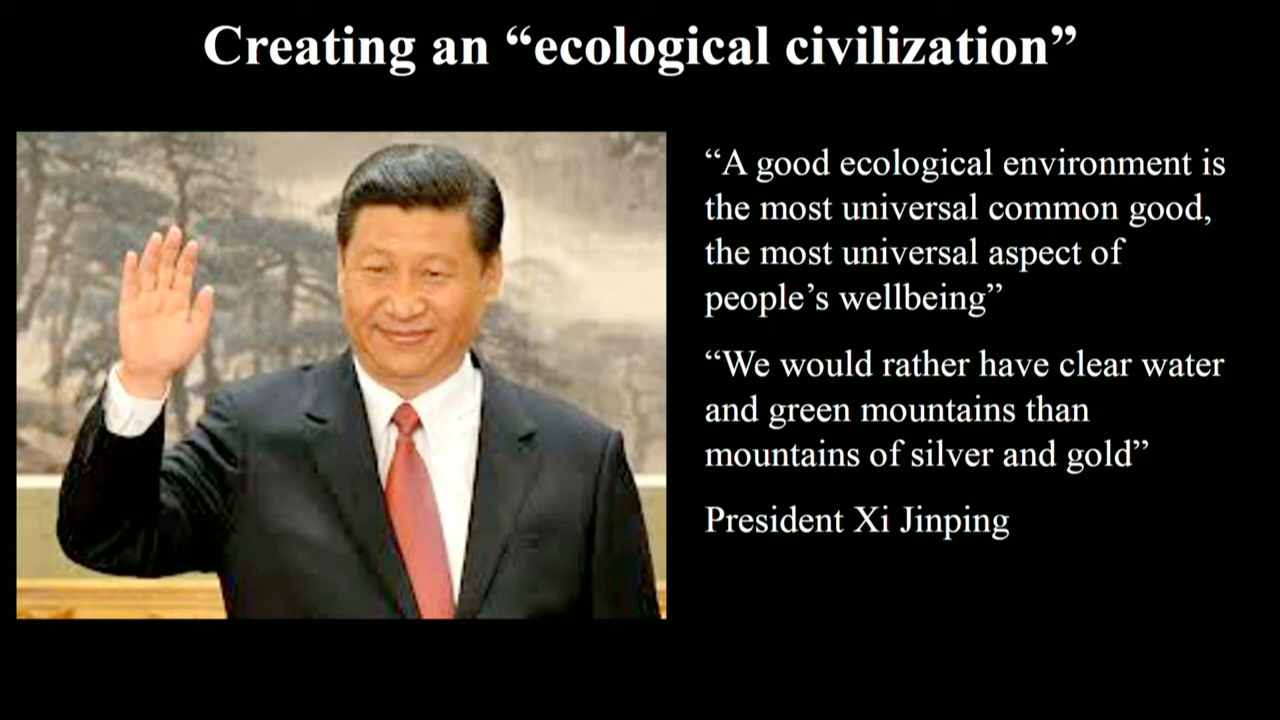 Creating an “ecological civilization”
“A good ecological environment is
the most universal common good,
the most universal aspect of
people’s wellbeing”
“We would rather have clear water
and green mountains than
mountains of silver and gold”
President Xi Jinping